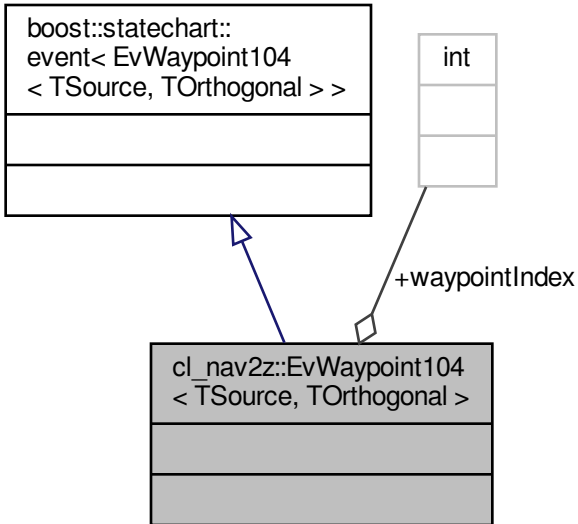 boost::statechart::
event< EvWaypoint104
< TSource, TOrthogonal > >
int
+waypointIndex
cl_nav2z::EvWaypoint104
< TSource, TOrthogonal >